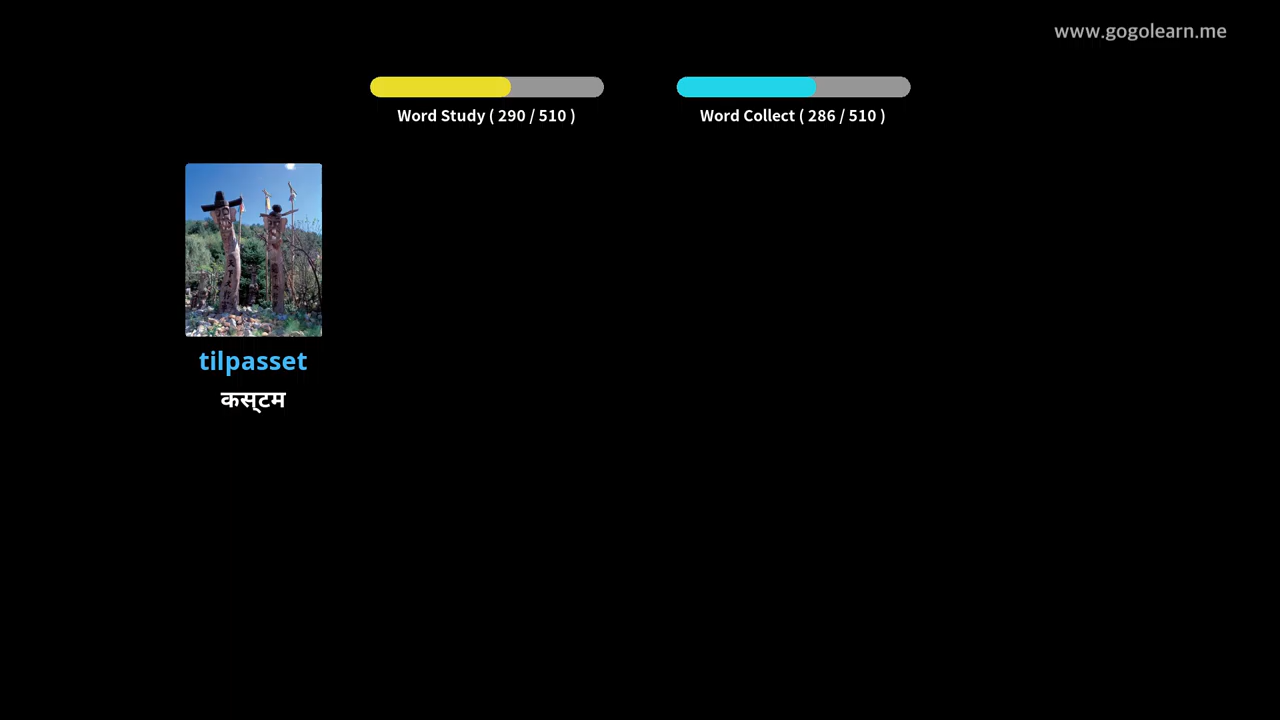 www.gogolearn.me
Word Study ( 290 / 510 )
Word Collect ( 286 / 510 )
tilpasset
कस्टम